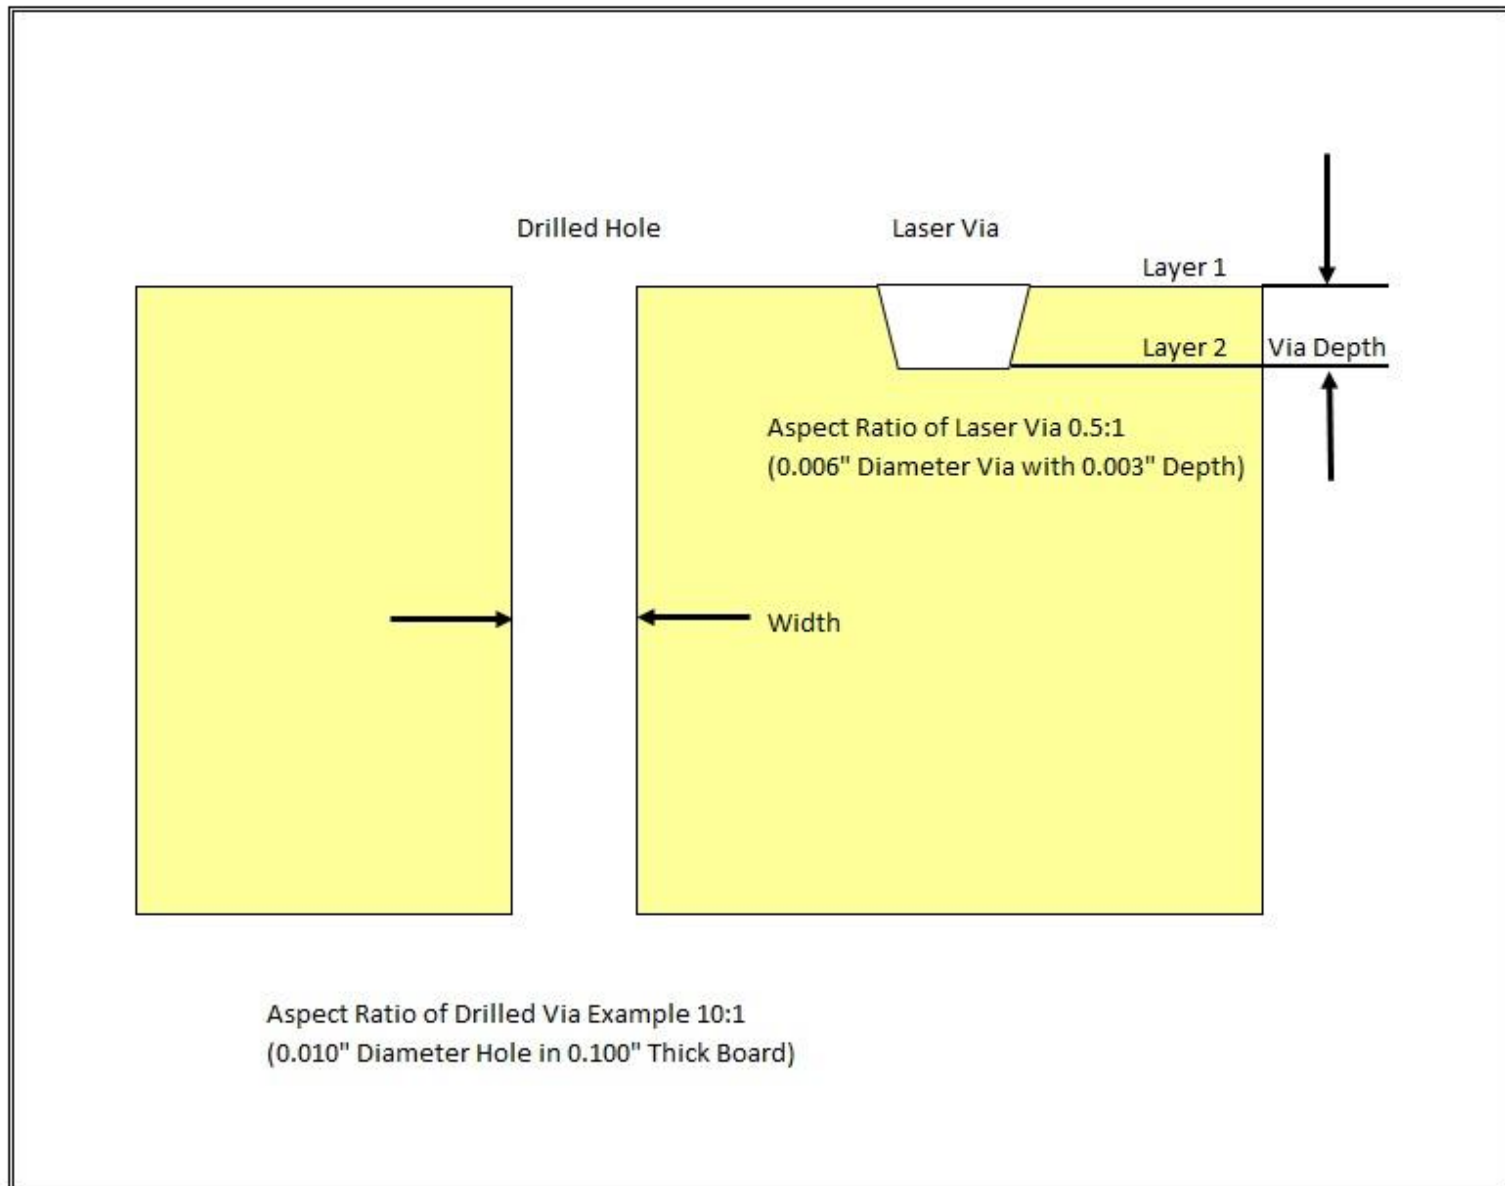 Drilled Hole
Laser Via
Layer 1
Layer 2
Via Depth
Aspect Ratio of Laser Via 0.5:1
(0.006" Diameter Via with 0.003" Depth)
Width
Aspect Ratio of Drilled Via Example 10:1
(0.010" Diameter Hole in 0.100" Thick Board)